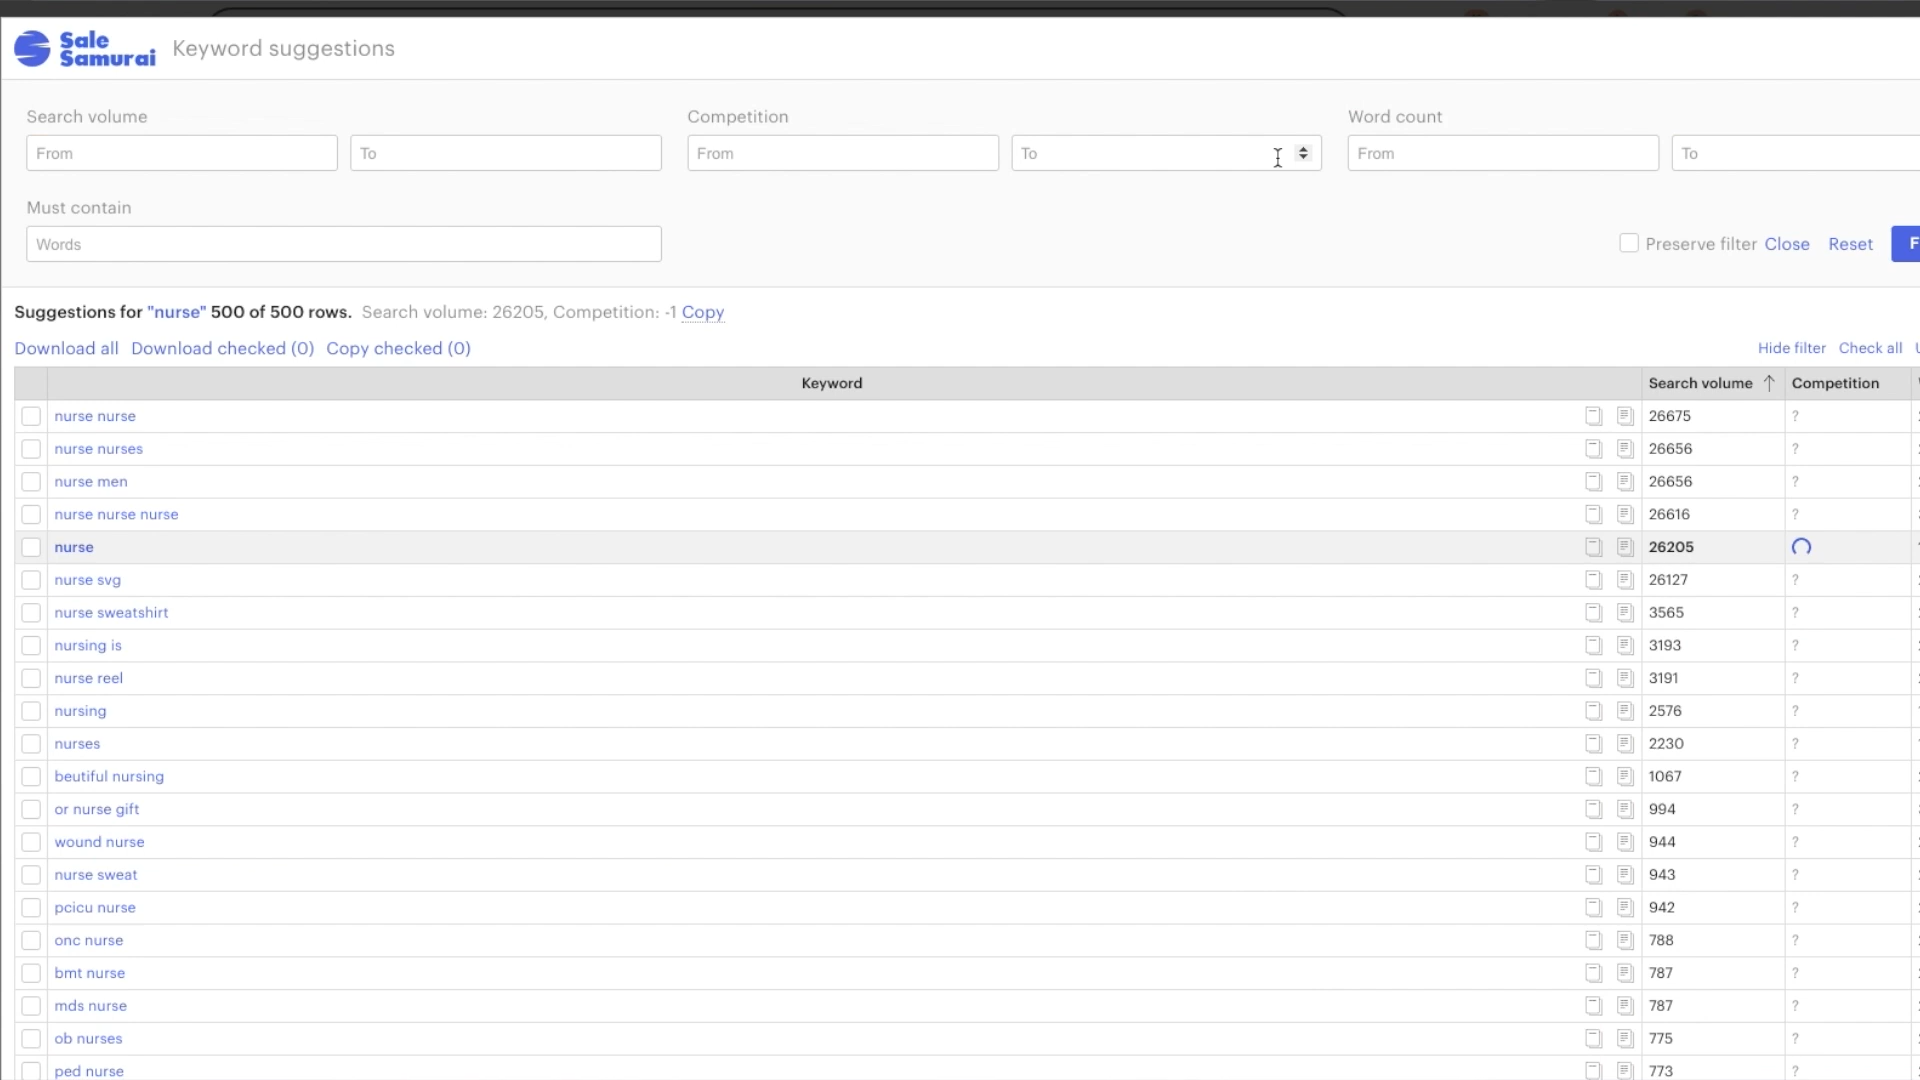 Sale Samurai Keyword suggestions
Search volume Competition Word count
From To From To From To
Must contain
Words
Preserve filter Close Reset F
Suggestions for "nurse" 500 of 500 rows. Search volume: 26205, Competition: -1 Copy
Download all Download checked (0) Copy checked (0) Hide filter Check all
Keyword Search volume ↑ Competition
nurse nurse 26675 ?
nurse nurses 26656 ?
nurse men 26656 ?
nurse nurse nurse 26616 ?
nurse 26205
nurse svg 26127 ?
nurse sweatshirt 3565 ?
nursing is 3193 ?
nurse reel 3191 ?
nursing 2576 ?
nurses 2230 ?
beutiful nursing 1067 ?
or nurse gift 994 ?
wound nurse 944 ?
nurse sweat 943 ?
pcicu nurse 942 ?
onc nurse 788 ?
bmt nurse 787 ?
mds nurse 787 ?
ob nurses 775 ?
ped nurse 773 ?